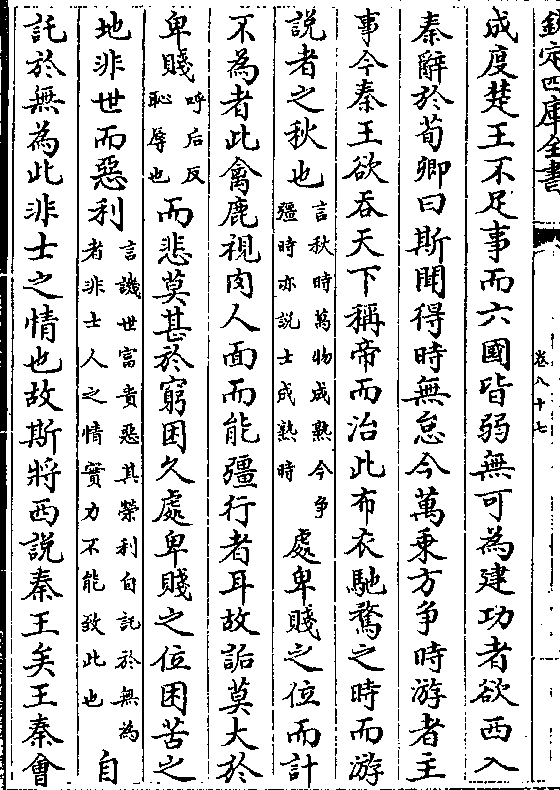 欽定四庫全書
卷八十七
成度楚王不足事而六國皆弱無可為建功者欲西入
秦辭於荀卿曰斯聞得時無怠今萬乗方爭時游者主
事今秦王欲吞天下稱帝而治此布衣馳騖之時而游
説者之秋也言秋時萬物成熟今爭彊時亦説士成熟時處卑賤之位而計
不為者此禽鹿視肉人面而能彊行者耳故詬莫大於
卑賤呼后反恥辱也而悲莫甚於窮困久處卑賤之位困苦之
地非世而惡利言譏世富貴惡其榮利自託於無為者非士人之情實力不能致此也自
託於無為此非士之情也故斯將西説秦王矣王秦會